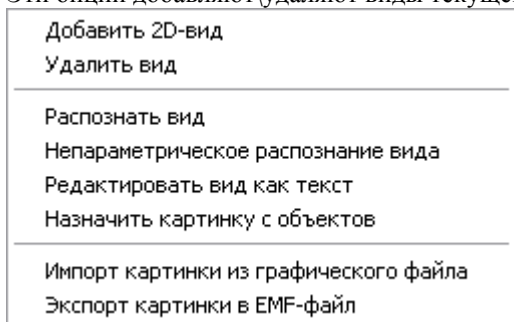 Эти опции добавляют\удаляют виды текуще
Добавить 2D-вид
Удалить вид
Распознать вид
Непараметрическое распознание вида
Редактировать вид как текст
Назначить картинку с объектов
Импорт картинки из графического файла
Экспорт картинки в EMF-файл